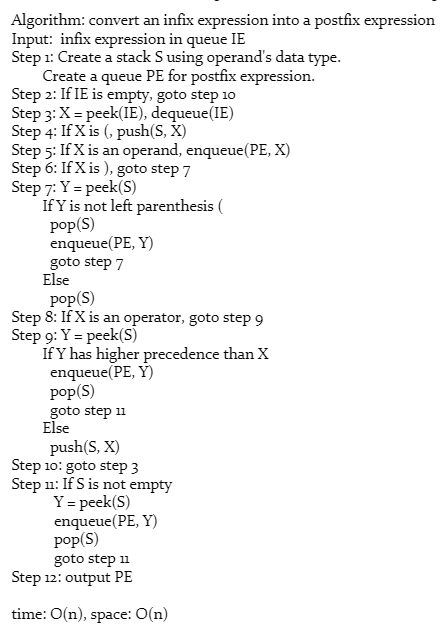 Algorithm: convert an infix expression into a postfix expression
Input: infix expression in queue IE
Step 1: Create a stack S using operand's data type.
Create a queue PE for postfix expression.
Step 2: If IE is empty, goto step 10
Step 3: X = peek(IE), dequeue(IE)
Step 4: If X is (, push(S, X)
Step 5: If X is an operand, enqueue(PE, X)
Step 6: If X is ), goto step 7
Step 7: Y = peek(S)
If Y is not left parenthesis (
pop(S)
enqueue(PE, Y)
goto step 7
Else
pop(S)
Step 8: If X is an operator, goto step 9
Step 9: Y = peek(S)
If Y has higher precedence than X
enqueue(PE, Y)
pop(S)
goto step 11
Else
push(S, X)
Step 10: goto step 3
Step 11: If S is not empty
Y = peek(S)
enqueue(PE, Y)
pop(S)
goto step 11
Step 12: output PE
time: O(n), space: O(n)